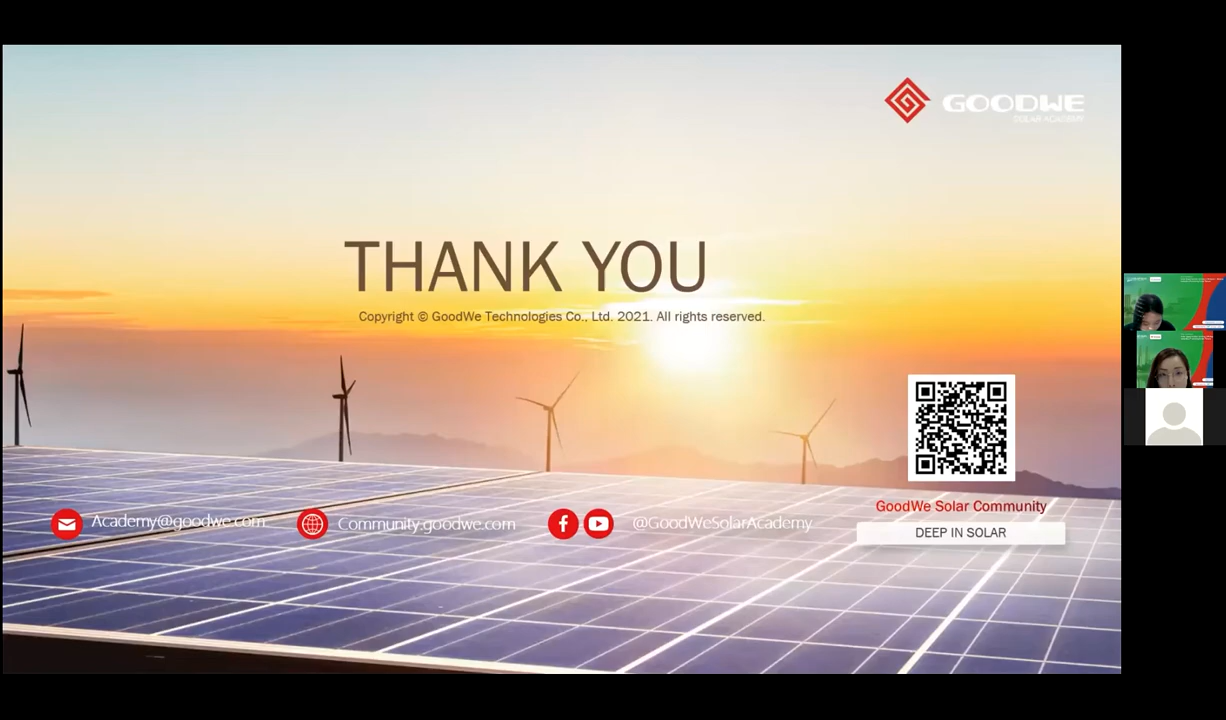 GOODWE
SOLAR ACADEMY
THANK YOU
Copyright © GoodWe Technologies Co., Ltd. 2021. All rights reserved.
Academy@goodwe.com
Community.goodwe.com
@GoodWeSolarAcademy
GoodWe Solar Community
DEEP IN SOLAR